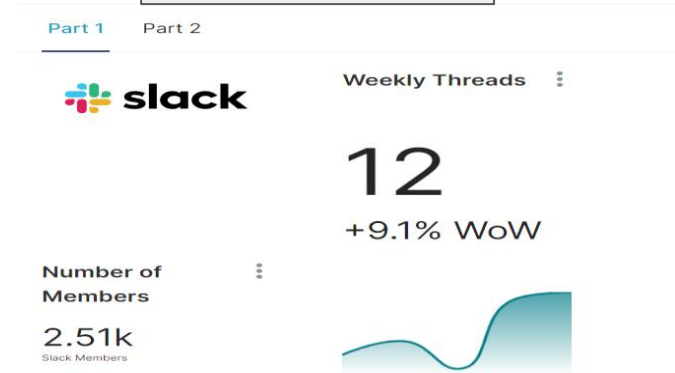 Part 1 Part 2
slack
Weekly Threads
12
+9.1% WoW
Number of
Members
2.51k
Slack Members